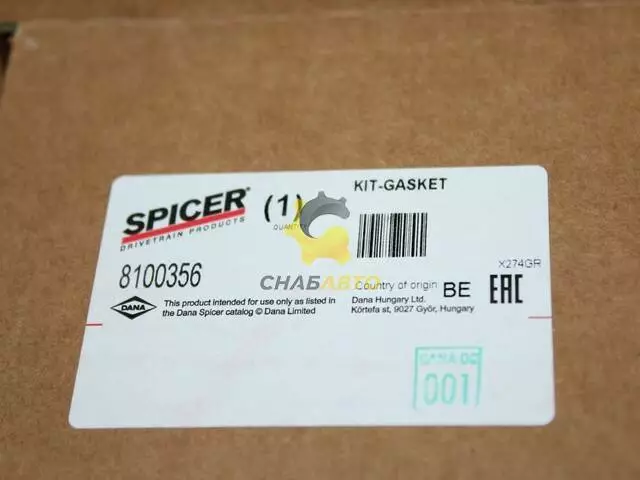 SPICER®
DRIVETRAIN PRODUCTS
(1)
QUANTITY
KIT-GASKET
8100356
X274GR
СНАБАВТО
DANA
This product intended for use only as listed in
the Dana Spicer catalog © Dana Limited
Country of origin BE
Dana Hungary Ltd.
Körtefa st, 9027 Győr, Hungary
EAC
DANA DC
001